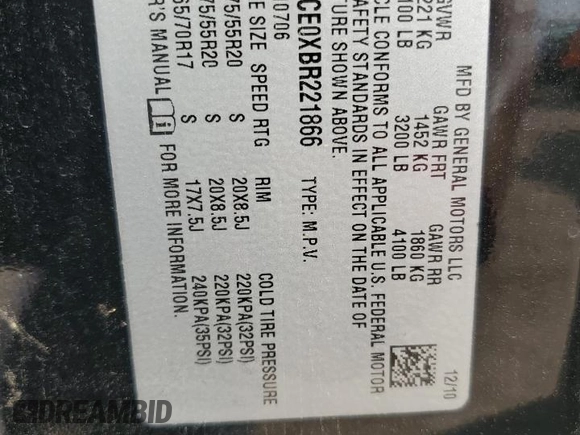 MFD BY GENERAL MOTORS LLC 12/10
GVWR GAWR FRT GAWR RR
221 KG 1452 KG 1860 KG
100 LB 3200 LB 4100 LB
CLE CONFORMS TO ALL APPLICABLE U.S. FEDERAL MOTOR
AFETY STANDARDS IN EFFECT ON THE DATE OF
TURE SHOWN ABOVE.
CE0XBR221866 TYPE: M.P.V.
0706
E SIZE SPEED RTG RIM COLD TIRE PRESSURE
75/55R20 S 20X8.5J 220KPA(32PSI)
75/55R20 S 20X8.5J 220KPA(32PSI)
65/70R17 S 17X7.5J 240KPA(35PSI)
R'S MANUAL FOR MORE INFORMATION.
DREAMBID